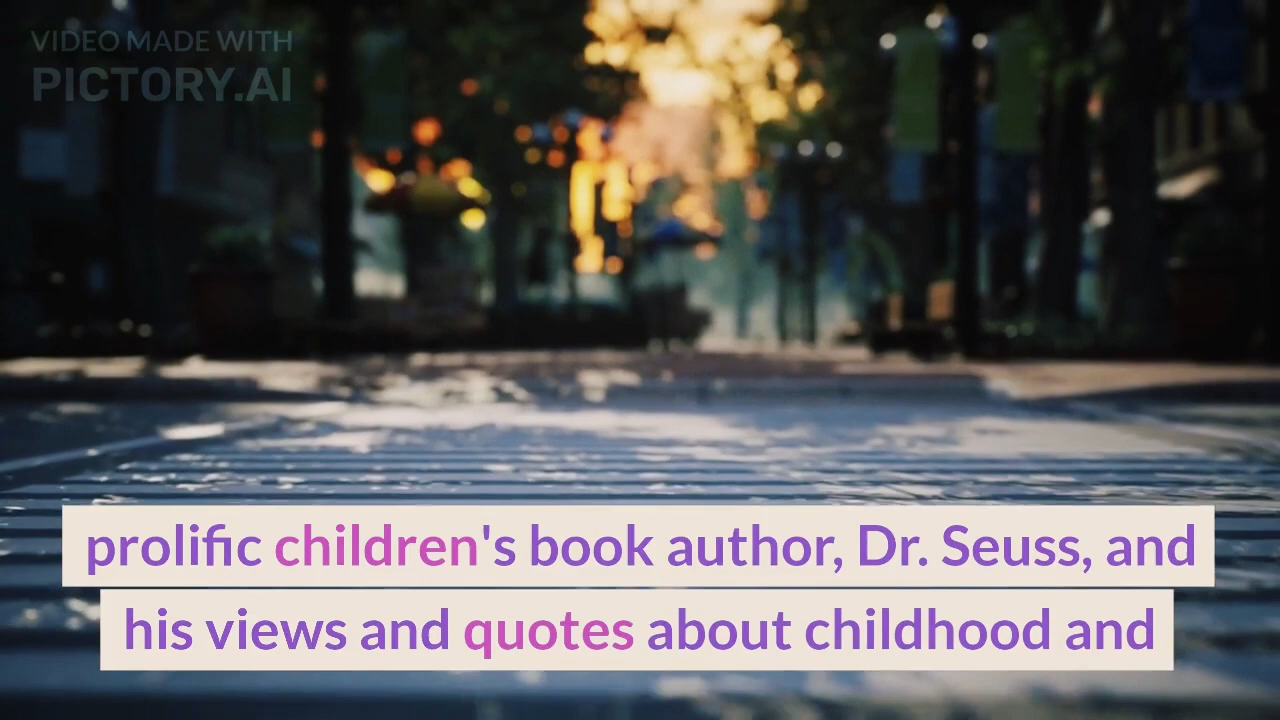 VIDEO MADE WITH
PICTORY.AI
prolific children's book author, Dr. Seuss, and
his views and quotes about childhood and